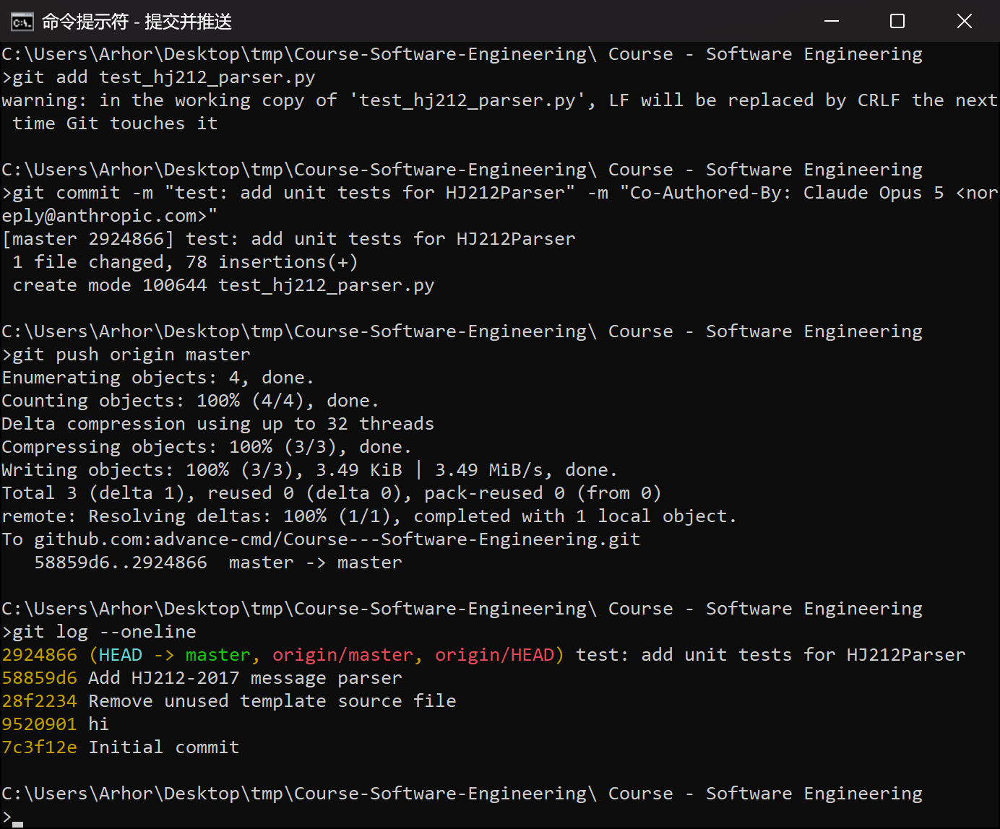 命令提示符 - 提交并推送
C:\Users\Arhor\Desktop\tmp\Course-Software-Engineering\ Course - Software Engineering
>git add test_hj212_parser.py
warning: in the working copy of 'test_hj212_parser.py', LF will be replaced by CRLF the next
 time Git touches it
C:\Users\Arhor\Desktop\tmp\Course-Software-Engineering\ Course - Software Engineering
>git commit -m "test: add unit tests for HJ212Parser" -m "Co-Authored-By: Claude Opus 5 <nor
eply@anthropic.com>"
[master 2924866] test: add unit tests for HJ212Parser
 1 file changed, 78 insertions(+)
 create mode 100644 test_hj212_parser.py
C:\Users\Arhor\Desktop\tmp\Course-Software-Engineering\ Course - Software Engineering
>git push origin master
Enumerating objects: 4, done.
Counting objects: 100% (4/4), done.
Delta compression using up to 32 threads
Compressing objects: 100% (3/3), done.
Writing objects: 100% (3/3), 3.49 KiB | 3.49 MiB/s, done.
Total 3 (delta 1), reused 0 (delta 0), pack-reused 0 (from 0)
remote: Resolving deltas: 100% (1/1), completed with 1 local object.
To github.com:advance-cmd/Course---Software-Engineering.git
   58859d6..2924866  master -> master
C:\Users\Arhor\Desktop\tmp\Course-Software-Engineering\ Course - Software Engineering
>git log --oneline
2924866 (HEAD -> master, origin/master, origin/HEAD) test: add unit tests for HJ212Parser
58859d6 Add HJ212-2017 message parser
28f2234 Remove unused template source file
9520901 hi
7c3f12e Initial commit
C:\Users\Arhor\Desktop\tmp\Course-Software-Engineering\ Course - Software Engineering
>